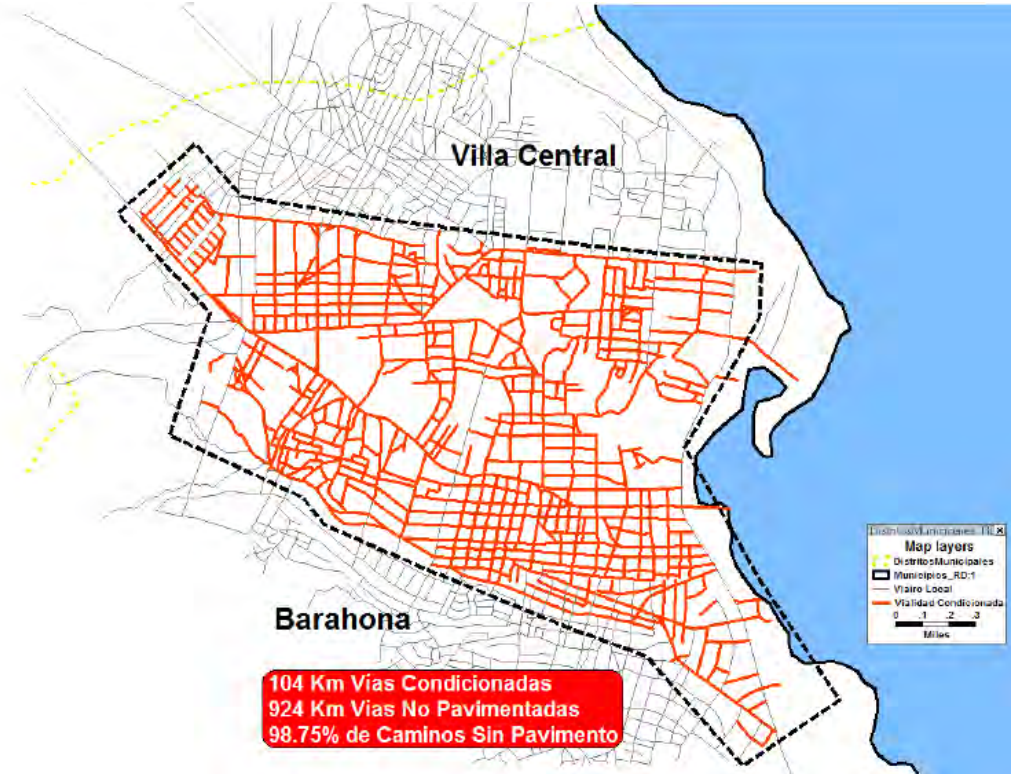 Villa Central
Barahona
104 Km Vías Condicionadas
924 Km Vias No Pavimentadas
98.75% de Caminos Sin Pavimento
Map layers
DistritosMunicipales
Municipios_RD:1
Viairo Local
Vialidad Condicionada
0 .1 .2 .3
Miles